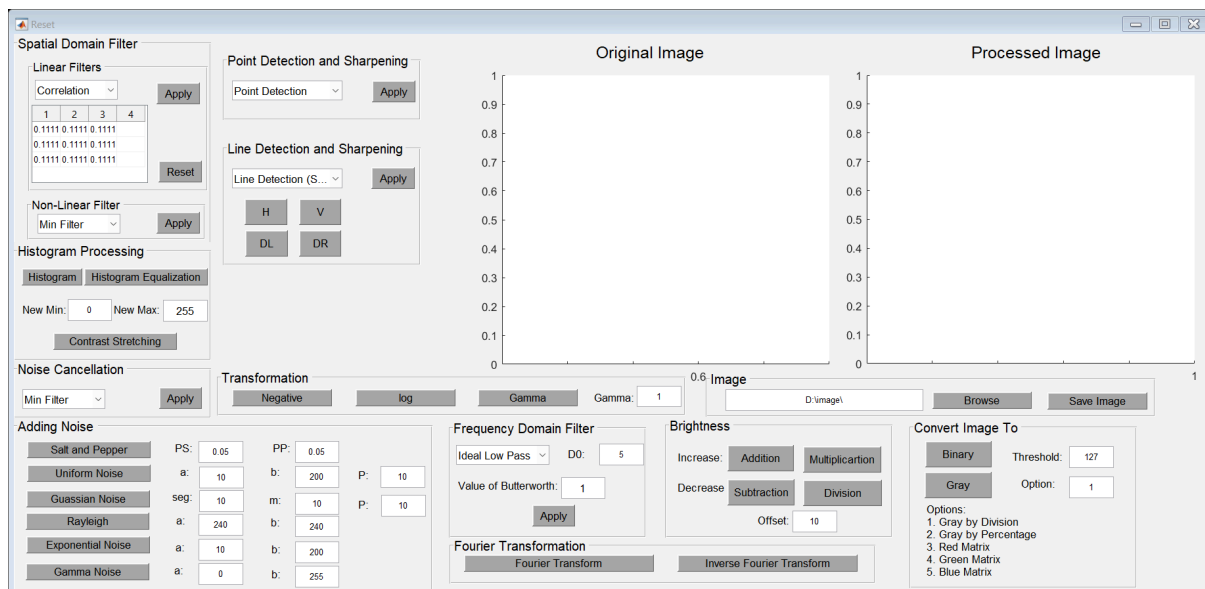 Reset
Spatial Domain Filter
Linear Filters
Correlation
Apply
1 2 3 4
0.1111 0.1111 0.1111
0.1111 0.1111 0.1111
0.1111 0.1111 0.1111
Reset
Non-Linear Filter
Min Filter
Apply
Histogram Processing
Histogram Histogram Equalization
New Min: 0 New Max: 255
Contrast Stretching
Noise Cancellation
Min Filter
Apply
Point Detection and Sharpening
Point Detection
Apply
Line Detection and Sharpening
Line Detection (S...
Apply
H V
DL DR
Original Image
1
0.9
0.8
0.7
0.6
0.5
0.4
0.3
0.2
0.1
0
0.6
Processed Image
1
0.9
0.8
0.7
0.6
0.5
0.4
0.3
0.2
0.1
0
1
Transformation
Negative log Gamma Gamma: 1
Image
D:\image\ Browse Save Image
Adding Noise
Salt and Pepper PS: 0.05 PP: 0.05
Uniform Noise a: 10 b: 200 P: 10
Guassian Noise seg: 10 m: 10 P: 10
Rayleigh a: 240 b: 240
Exponential Noise a: 10 b: 200
Gamma Noise a: 0 b: 255
Frequency Domain Filter
Ideal Low Pass D0: 5
Value of Butterworth: 1
Apply
Brightness
Increase: Addition Multiplicartion
Decrease Subtraction Division
Offset: 10
Fourier Transformation
Fourier Transform Inverse Fourier Transform
Convert Image To
Binary Threshold: 127
Gray Option: 1
Options:
1. Gray by Division
2. Gray by Percentage
3. Red Matrix
4. Green Matrix
5. Blue Matrix